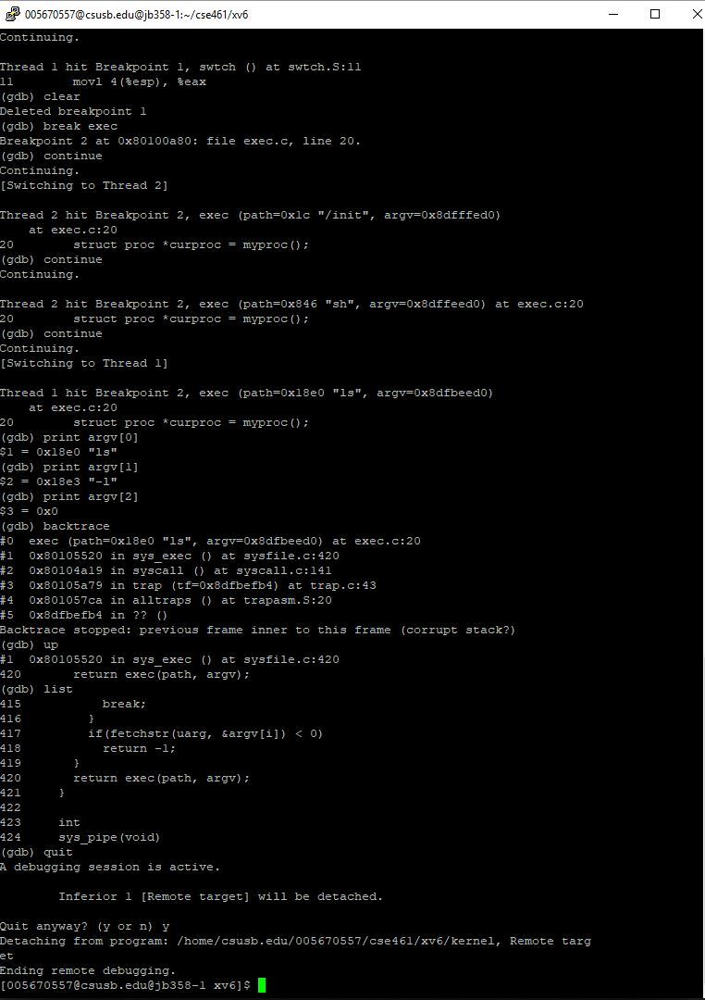 005670557@csusb.edu@jb358-1:~/cse461/xv6
Continuing.
Thread 1 hit Breakpoint 1, swtch () at swtch.S:11
11        movl 4(%esp), %eax
(gdb) clear
Deleted breakpoint 1
(gdb) break exec
Breakpoint 2 at 0x80100a80: file exec.c, line 20.
(gdb) continue
Continuing.
[Switching to Thread 2]
Thread 2 hit Breakpoint 2, exec (path=0x1c "/init", argv=0x8dfffed0)
    at exec.c:20
20        struct proc *curproc = myproc();
(gdb) continue
Continuing.
Thread 2 hit Breakpoint 2, exec (path=0x846 "sh", argv=0x8dffeed0) at exec.c:20
20        struct proc *curproc = myproc();
(gdb) continue
Continuing.
[Switching to Thread 1]
Thread 1 hit Breakpoint 2, exec (path=0x18e0 "ls", argv=0x8dfbeed0)
    at exec.c:20
20        struct proc *curproc = myproc();
(gdb) print argv[0]
$1 = 0x18e0 "ls"
(gdb) print argv[1]
$2 = 0x18e3 "-l"
(gdb) print argv[2]
$3 = 0x0
(gdb) backtrace
#0  exec (path=0x18e0 "ls", argv=0x8dfbeed0) at exec.c:20
#1  0x80105520 in sys_exec () at sysfile.c:420
#2  0x80104a19 in syscall () at syscall.c:141
#3  0x80105a79 in trap (tf=0x8dfbefb4) at trap.c:43
#4  0x801057ca in alltraps () at trapasm.S:20
#5  0x8dfbefb4 in ?? ()
Backtrace stopped: previous frame inner to this frame (corrupt stack?)
(gdb) up
#1  0x80105520 in sys_exec () at sysfile.c:420
420       return exec(path, argv);
(gdb) list
415           break;
416         }
417         if(fetchstr(uarg, &argv[i]) < 0)
418           return -1;
419       }
420       return exec(path, argv);
421     }
422
423     int
424     sys_pipe(void)
(gdb) quit
A debugging session is active.
        Inferior 1 [Remote target] will be detached.
Quit anyway? (y or n) y
Detaching from program: /home/csusb.edu/005670557/cse461/xv6/kernel, Remote targ
et
Ending remote debugging.
[005670557@csusb.edu@jb358-1 xv6]$